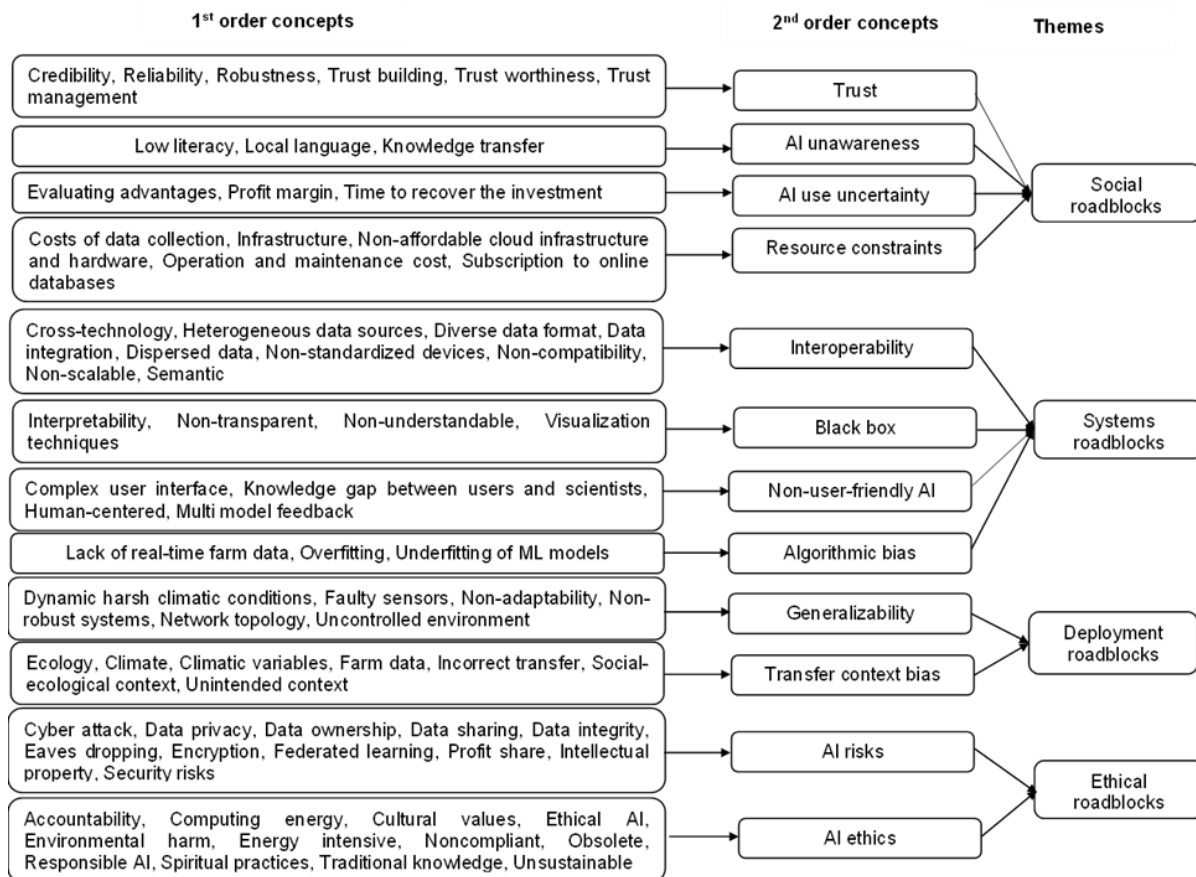 1st order concepts
2nd order concepts
Themes
Credibility, Reliability, Robustness, Trust building, Trust worthiness, Trust
management
Trust
Low literacy, Local language, Knowledge transfer
AI unawareness
Evaluating advantages, Profit margin, Time to recover the investment
AI use uncertainty
Costs of data collection, Infrastructure, Non-affordable cloud infrastructure
and hardware, Operation and maintenance cost, Subscription to online
databases
Resource constraints
Social
roadblocks
Cross-technology, Heterogeneous data sources, Diverse data format, Data
integration, Dispersed data, Non-standardized devices, Non-compatibility,
Non-scalable, Semantic
Interoperability
Interpretability, Non-transparent, Non-understandable, Visualization
techniques
Black box
Complex user interface, Knowledge gap between users and scientists,
Human-centered, Multi model feedback
Non-user-friendly AI
Lack of real-time farm data, Overfitting, Underfitting of ML models
Algorithmic bias
Systems
roadblocks
Dynamic harsh climatic conditions, Faulty sensors, Non-adaptability, Non-
robust systems, Network topology, Uncontrolled environment
Generalizability
Ecology, Climate, Climatic variables, Farm data, Incorrect transfer, Social-
ecological context, Unintended context
Transfer context bias
Deployment
roadblocks
Cyber attack, Data privacy, Data ownership, Data sharing, Data integrity,
Eaves dropping, Encryption, Federated learning, Profit share, Intellectual
property, Security risks
AI risks
Accountability, Computing energy, Cultural values, Ethical AI,
Environmental harm, Energy intensive, Noncompliant, Obsolete,
Responsible AI, Spiritual practices, Traditional knowledge, Unsustainable
AI ethics
Ethical
roadblocks